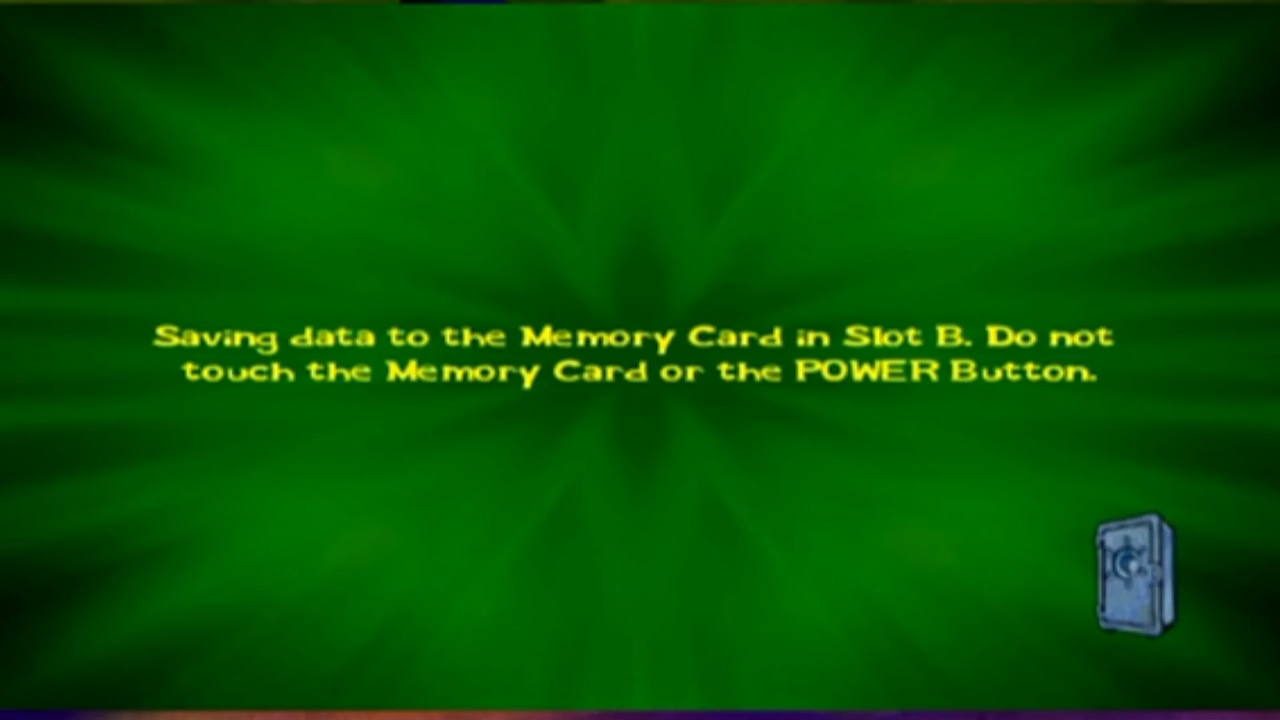 Saving data to the Memory Card in Slot B. Do not
touch the Memory Card or the POWER Button.